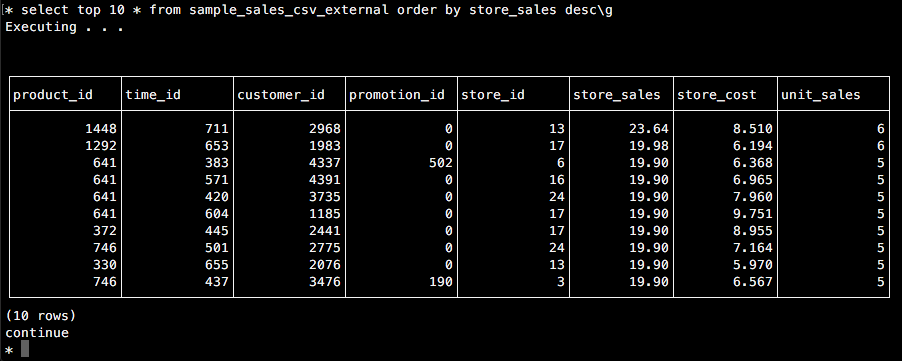 * select top 10 * from sample_sales_csv_external order by store_sales desc\g
Executing . . .
product_id time_id customer_id promotion_id store_id store_sales store_cost unit_sales
1448 711 2968 0 13 23.64 8.510 6
1292 653 1983 0 17 19.98 6.194 6
641 383 4337 502 6 19.90 6.368 5
641 571 4391 0 16 19.90 6.965 5
641 420 3735 0 24 19.90 7.960 5
641 604 1185 0 17 19.90 9.751 5
372 445 2441 0 17 19.90 8.955 5
746 501 2775 0 24 19.90 7.164 5
330 655 2076 0 13 19.90 5.970 5
746 437 3476 190 3 19.90 6.567 5
(10 rows)
continue
*